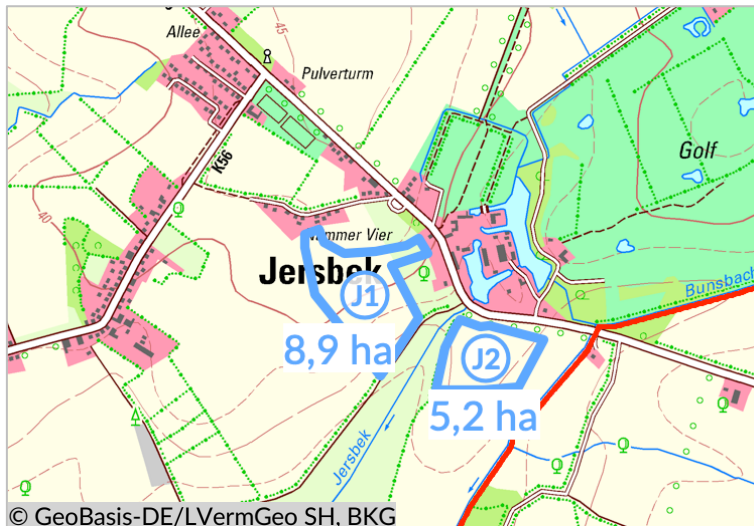 Allee
45
Pulverturm
Golf
K56
40
Nummer Vier
Jersbek
J1
8,9 ha
Bunsbach
J2
5,2 ha
Jersbek
© GeoBasis-DE/LVermGeo SH, BKG